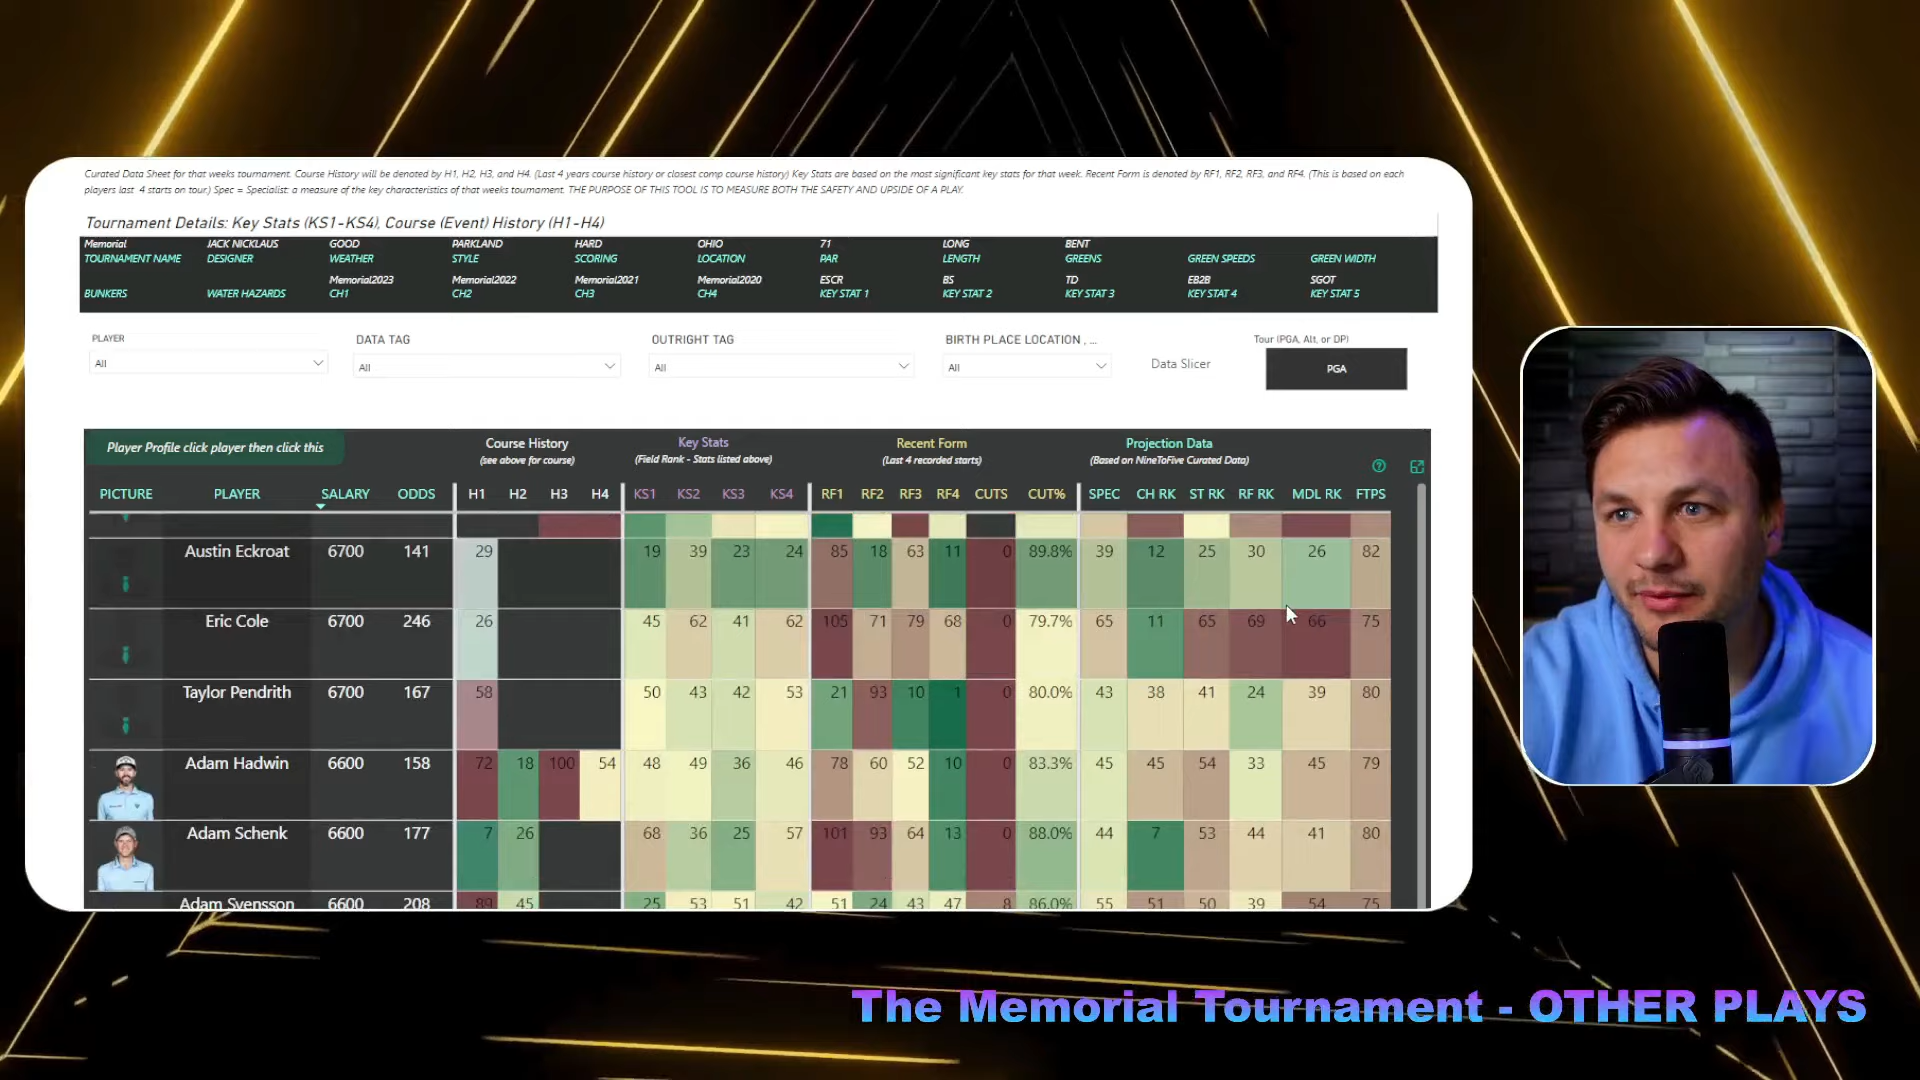 Curated Data Sheet for that weeks tournament. Course History will be denoted by H1, H2, H3, and H4. (Last 4 years course history or closest comp course history) Key Stats are based on the most significant key stats for that week. Recent Form is denoted by RF1, RF2, RF3, and RF4. (This is based on each
players last 4 starts on tour.) Spec = Specialist: a measure of the key characteristics of that weeks tournament. THE PURPOSE OF THIS TOOL IS TO MEASURE BOTH THE SAFETY AND UPSIDE OF A PLAY.
Tournament Details: Key Stats (KS1-KS4), Course (Event) History (H1-H4)
Memorial JACK NICKLAUS GOOD PARKLAND HARD OHIO 71 LONG BENT
TOURNAMENT NAME DESIGNER WEATHER STYLE SCORING LOCATION PAR LENGTH GREENS GREEN SPEEDS GREEN WIDTH
Memorial2023 Memorial2022 Memorial2021 Memorial2020 ESCR BS TD EB2B SGOT
BUNKERS WATER HAZARDS CH1 CH2 CH3 CH4 KEY STAT 1 KEY STAT 2 KEY STAT 3 KEY STAT 4 KEY STAT 5
PLAYER DATA TAG OUTRIGHT TAG BIRTH PLACE LOCATION , ... Tour (PGA, Alt, or DP)
All All All All Data Slicer PGA
Player Profile click player then click this Course History Key Stats Recent Form Projection Data
(see above for course) (Field Rank - Stats listed above) (Last 4 recorded starts) (Based on NineToFive Curated Data)
PICTURE PLAYER SALARY ODDS H1 H2 H3 H4 KS1 KS2 KS3 KS4 RF1 RF2 RF3 RF4 CUTS CUT% SPEC CH RK ST RK RF RK MDL RK FTPS
Austin Eckroat 6700 141 29 19 39 23 24 85 18 63 11 0 89.8% 39 12 25 30 26 82
Eric Cole 6700 246 26 45 62 41 62 105 71 79 68 0 79.7% 65 11 65 69 66 75
Taylor Pendrith 6700 167 58 50 43 42 53 21 93 10 1 0 80.0% 43 38 41 24 39 80
Adam Hadwin 6600 158 72 18 100 54 48 49 36 46 78 60 52 10 0 83.3% 45 45 54 33 45 79
Adam Schenk 6600 177 7 26 68 36 25 57 101 93 64 13 0 88.0% 44 7 53 44 41 80
Adam Svensson 6600 208 89 45 25 53 51 42 51 24 43 47 8 86.0% 55 51 50 39 54 75
The Memorial Tournament - OTHER PLAYS